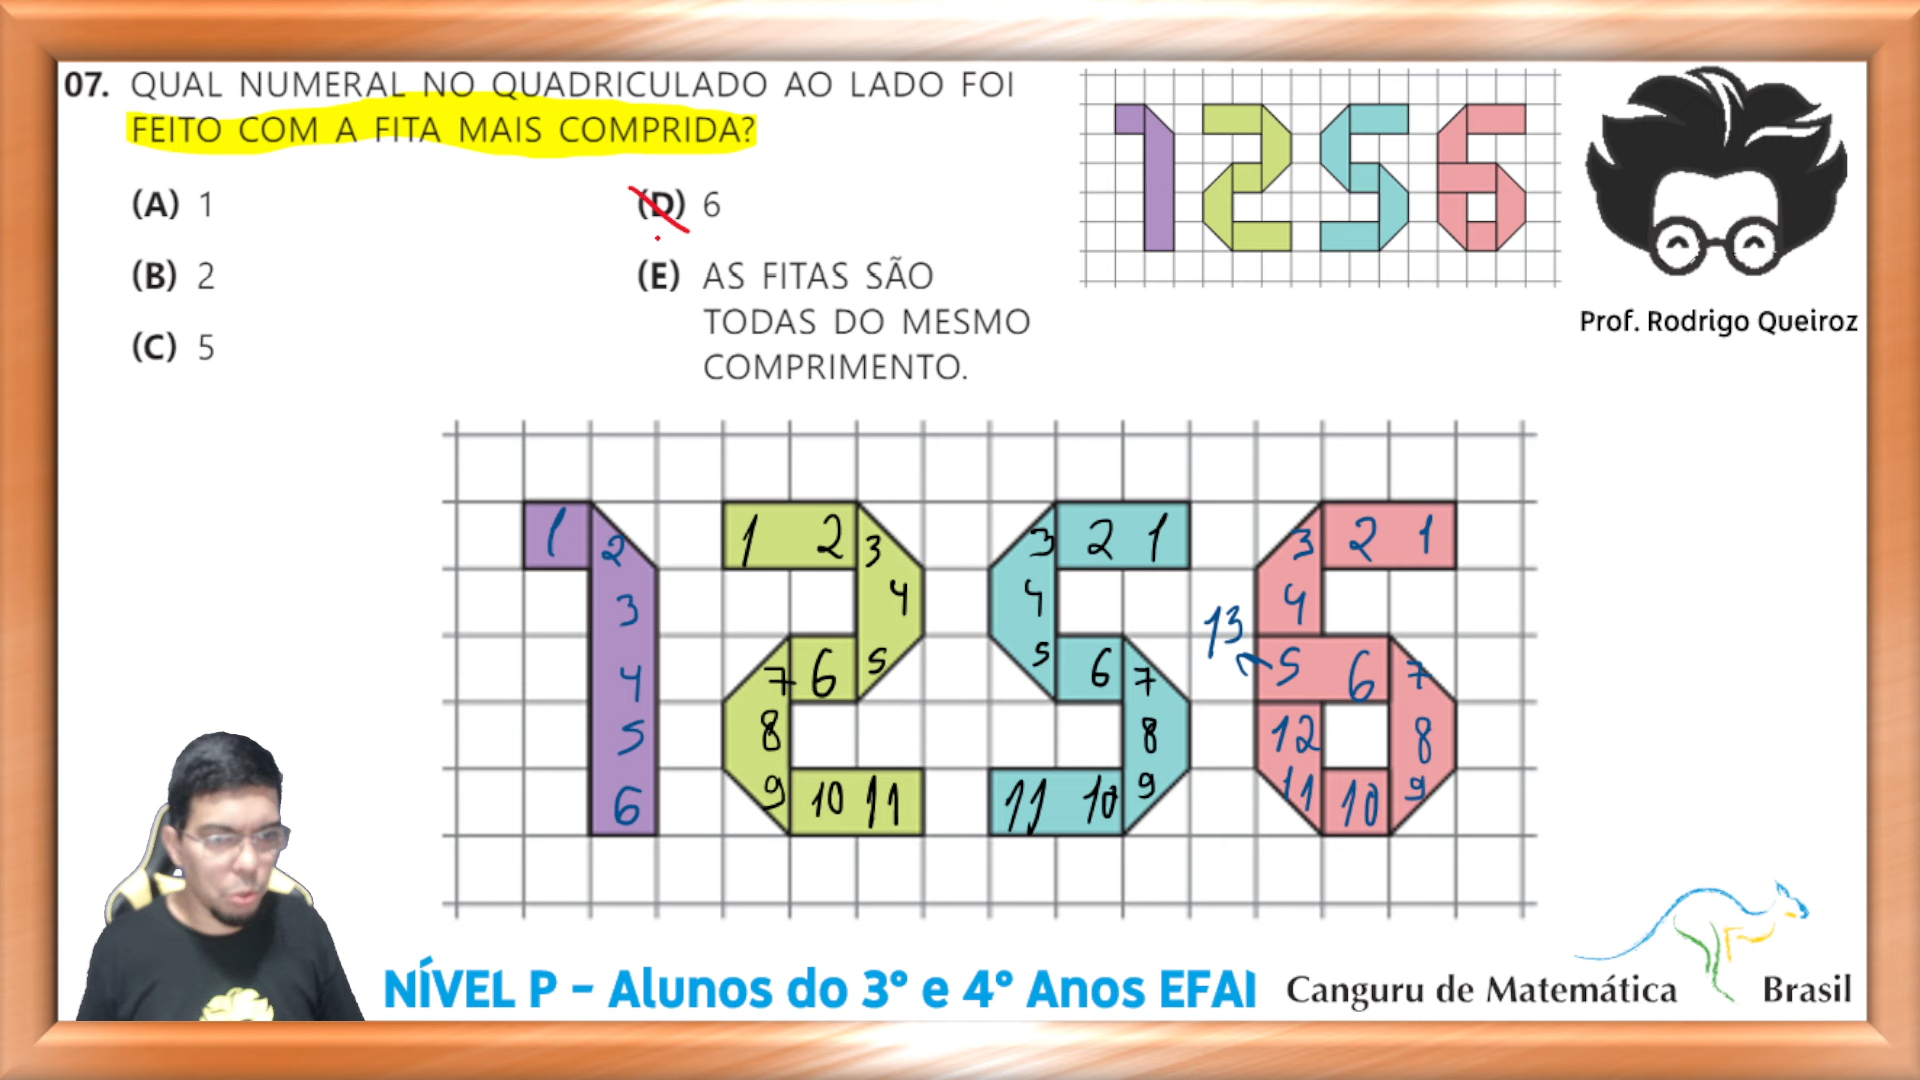 07. QUAL NUMERAL NO QUADRICULADO AO LADO FOI
FEITO COM A FITA MAIS COMPRIDA?
(A) 1
(B) 2
(C) 5
(D) 6
(E) AS FITAS SÃO
TODAS DO MESMO
COMPRIMENTO.
Prof. Rodrigo Queiroz
1 1 2 3 3 2 1 3 2 1
2 3 4 4 4 13
4 7 6 5 5 6 7 5 6 7
5 8 8 12 8
6 9 10 11 11 10 9 11 10 9
NÍVEL P - Alunos do 3° e 4° Anos EFAI
Canguru de Matemática Brasil